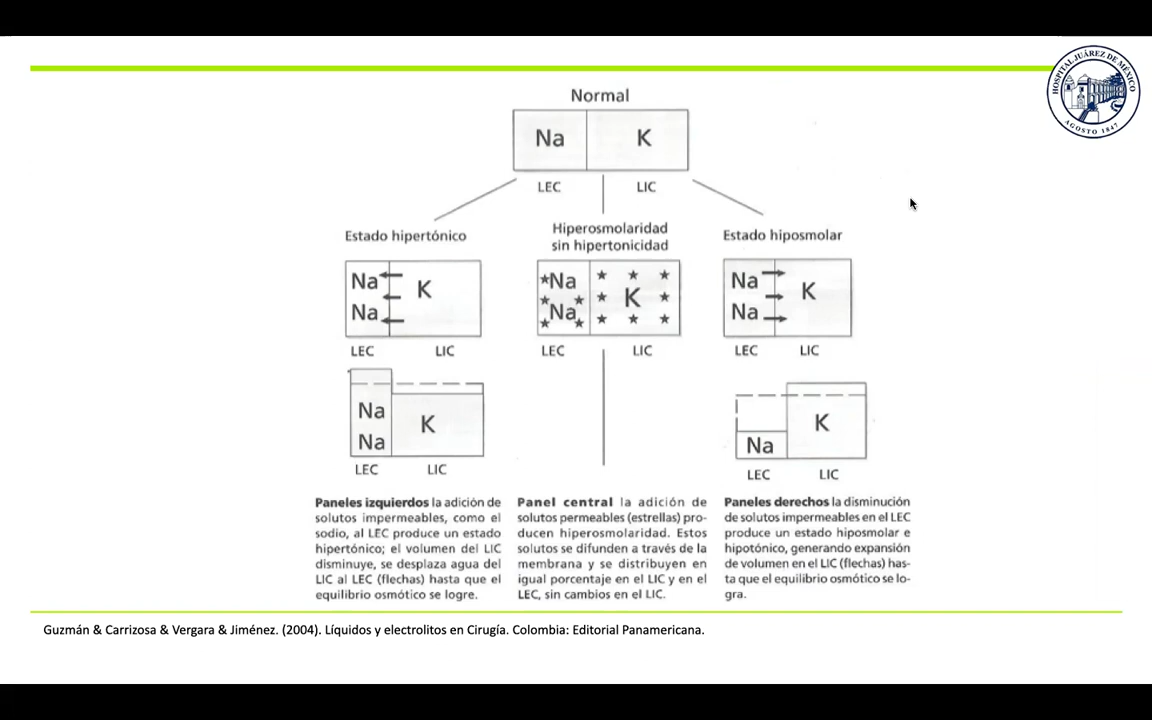 HOSPITAL JUÁREZ DE MÉXICO
AGOSTO 1847
Normal
Na K
LEC LIC
Estado hipertónico
Na K
Na
LEC LIC
Na K
Na
LEC LIC
Hiperosmolaridad
sin hipertonicidad
Na K
Na
LEC LIC
Estado hiposmolar
Na K
Na
LEC LIC
K
Na
LEC LIC
Paneles izquierdos la adición de
solutos impermeables, como el
sodio, al LEC produce un estado
hipertónico; el volumen del LIC
disminuye, se desplaza agua del
LIC al LEC (flechas) hasta que el
equilibrio osmótico se logre.
Panel central la adición de
solutos permeables (estrellas) pro-
ducen hiperosmolaridad. Estos
solutos se difunden a través de la
membrana y se distribuyen en
igual porcentaje en el LIC y en el
LEC, sin cambios en el LIC.
Paneles derechos la disminución
de solutos impermeables en el LEC
produce un estado hiposmolar e
hipotónico, generando expansión
de volumen en el LIC (flechas) has-
ta que el equilibrio osmótico se lo-
gra.
Guzmán & Carrizosa & Vergara & Jiménez. (2004). Líquidos y electrolitos en Cirugía. Colombia: Editorial Panamericana.